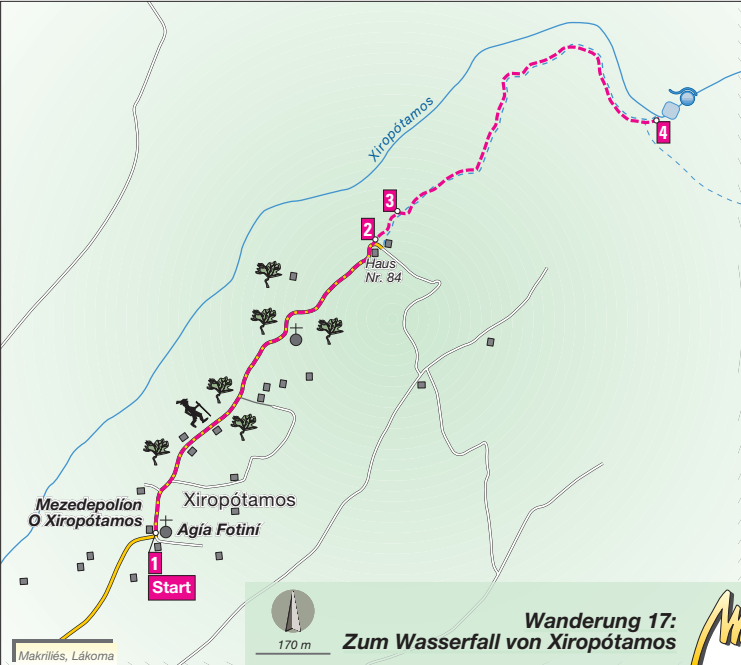 Xiropótamos
4
3
2
Haus
Nr. 84
Mezedepolíon
O Xiropótamos
Xiropótamos
Agía Fotiní
1
Start
170 m
Wanderung 17:
Zum Wasserfall von Xiropótamos
Makriliés, Lákoma